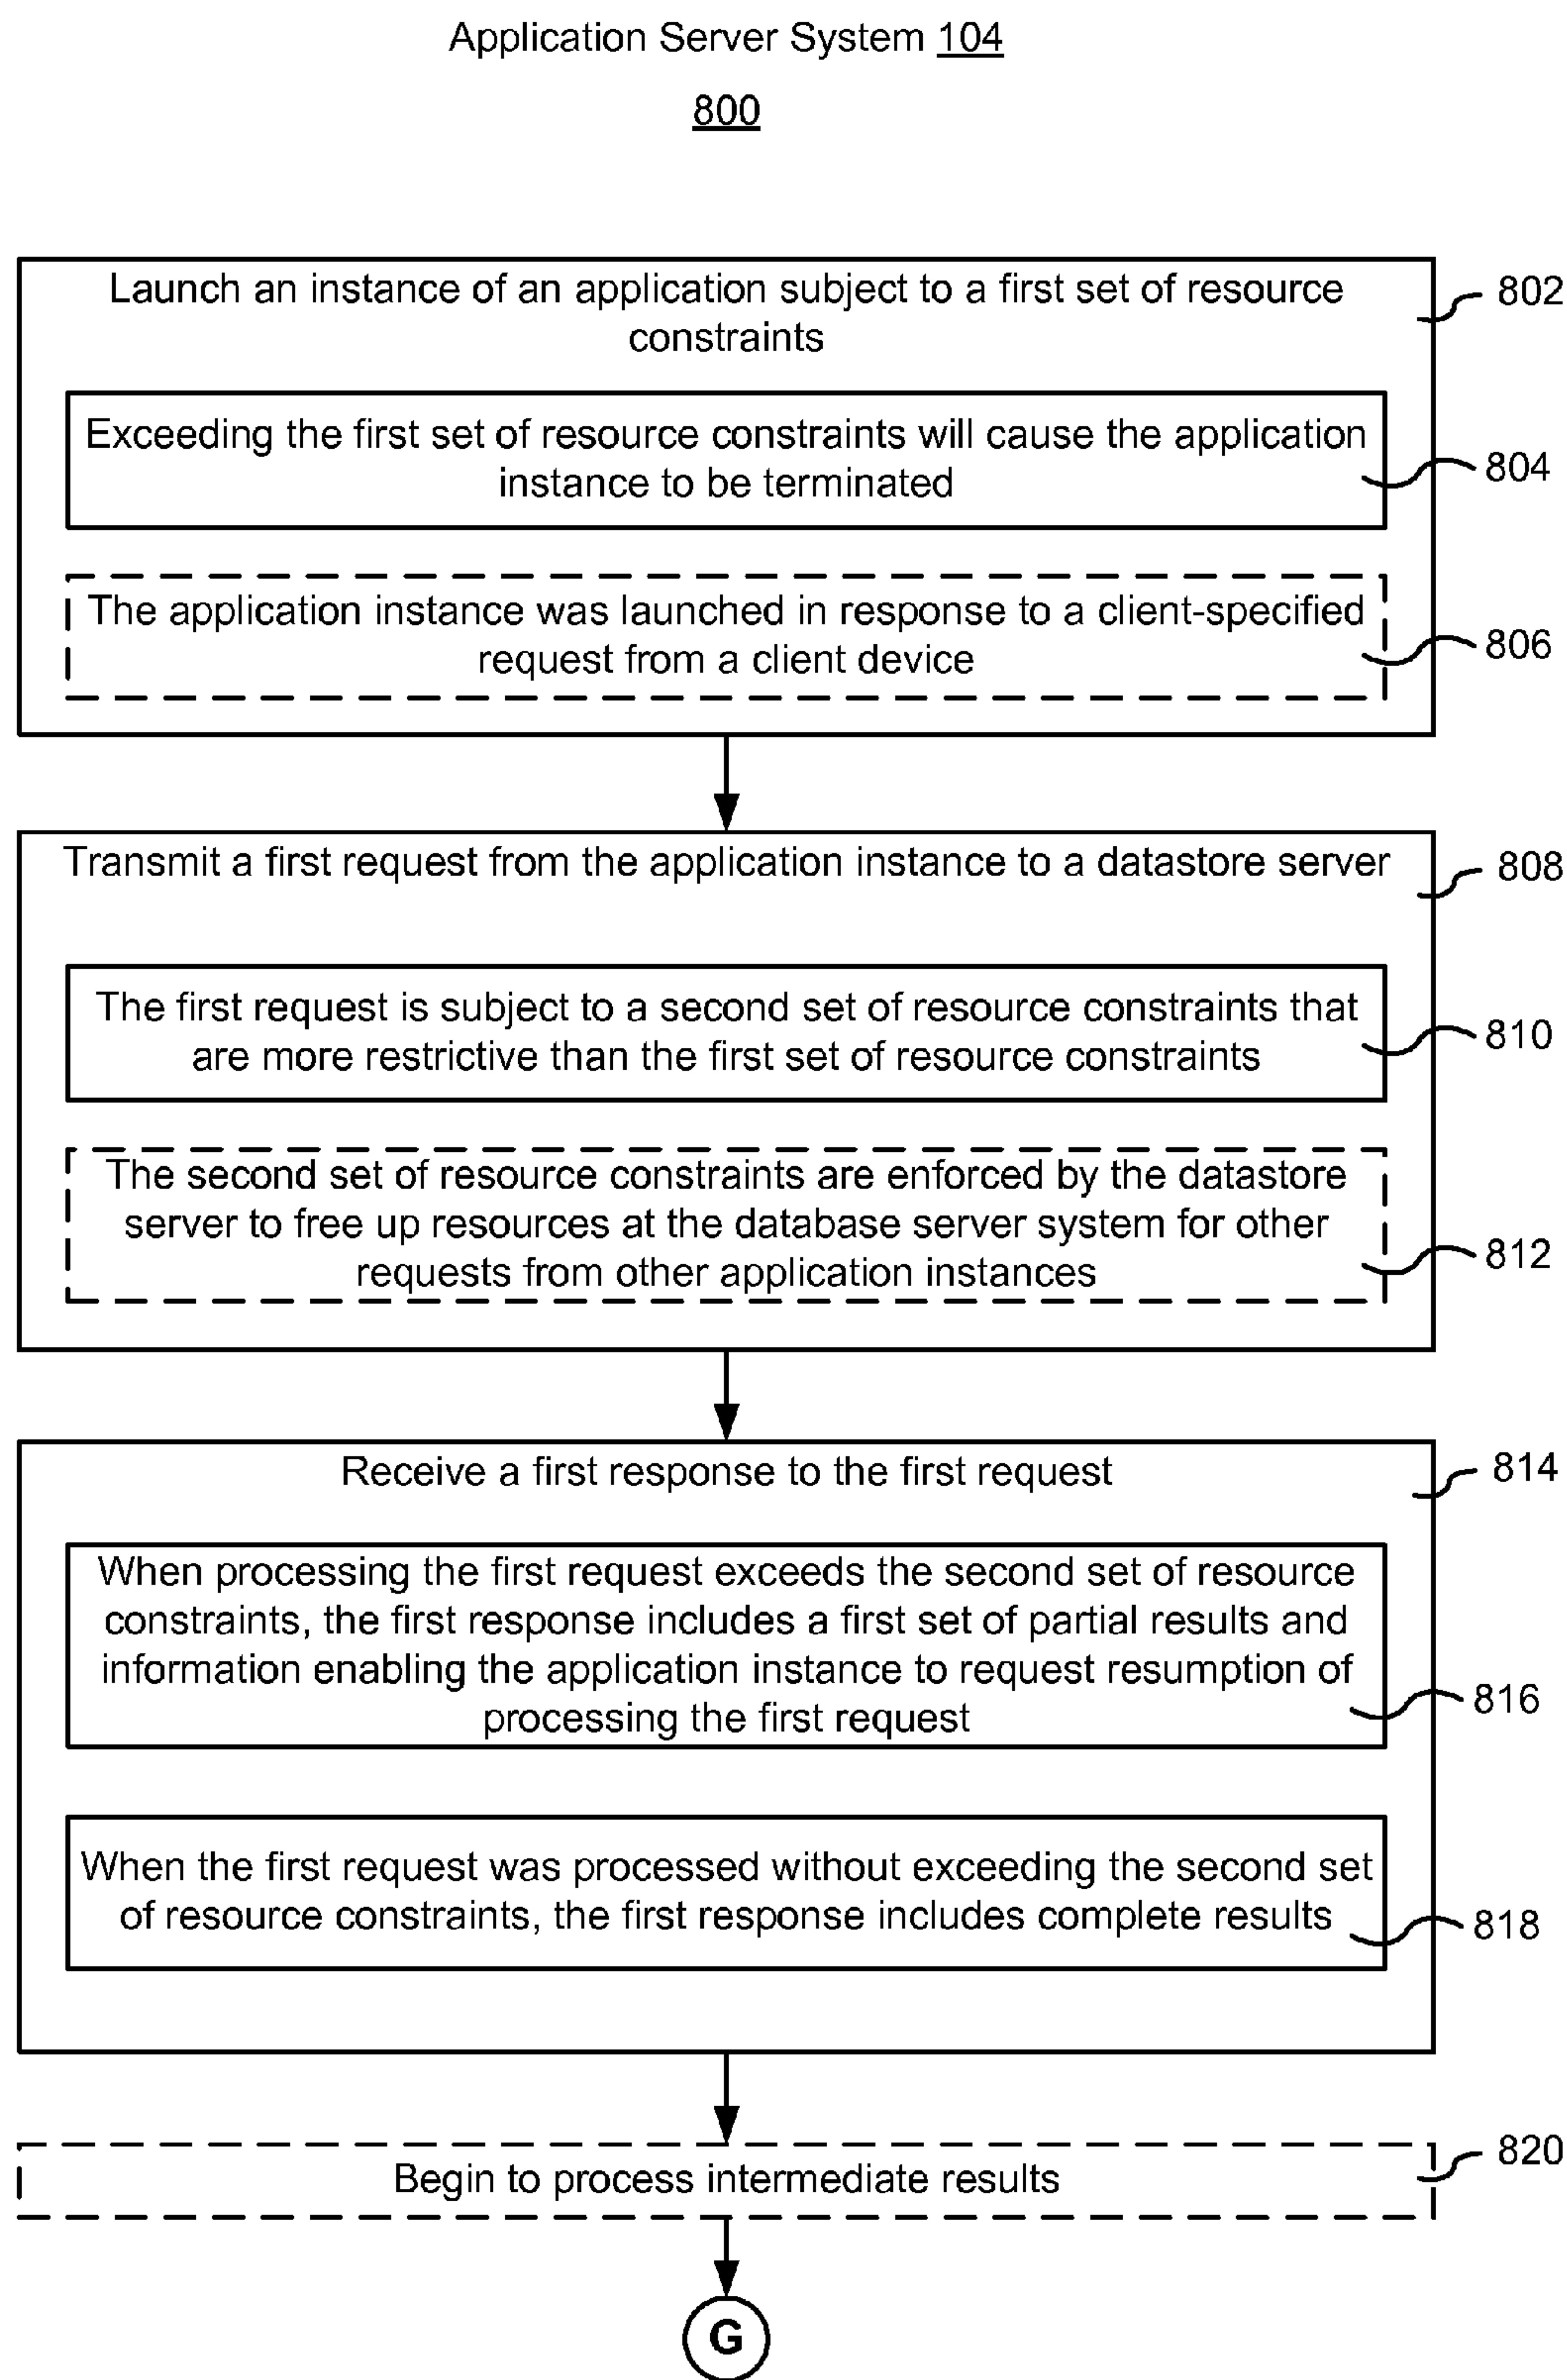 Application Server System 104
800
Launch an instance of an application subject to a first set of resource
constraints
802
Exceeding the first set of resource constraints will cause the application
instance to be terminated
804
The application instance was launched in response to a client-specified
request from a client device
806
Transmit a first request from the application instance to a datastore server
808
The first request is subject to a second set of resource constraints that
are more restrictive than the first set of resource constraints
810
The second set of resource constraints are enforced by the datastore
server to free up resources at the database server system for other
requests from other application instances
812
Receive a first response to the first request
814
When processing the first request exceeds the second set of resource
constraints, the first response includes a first set of partial results and
information enabling the application instance to request resumption of
processing the first request
816
When the first request was processed without exceeding the second set
of resource constraints, the first response includes complete results
818
Begin to process intermediate results
820
G